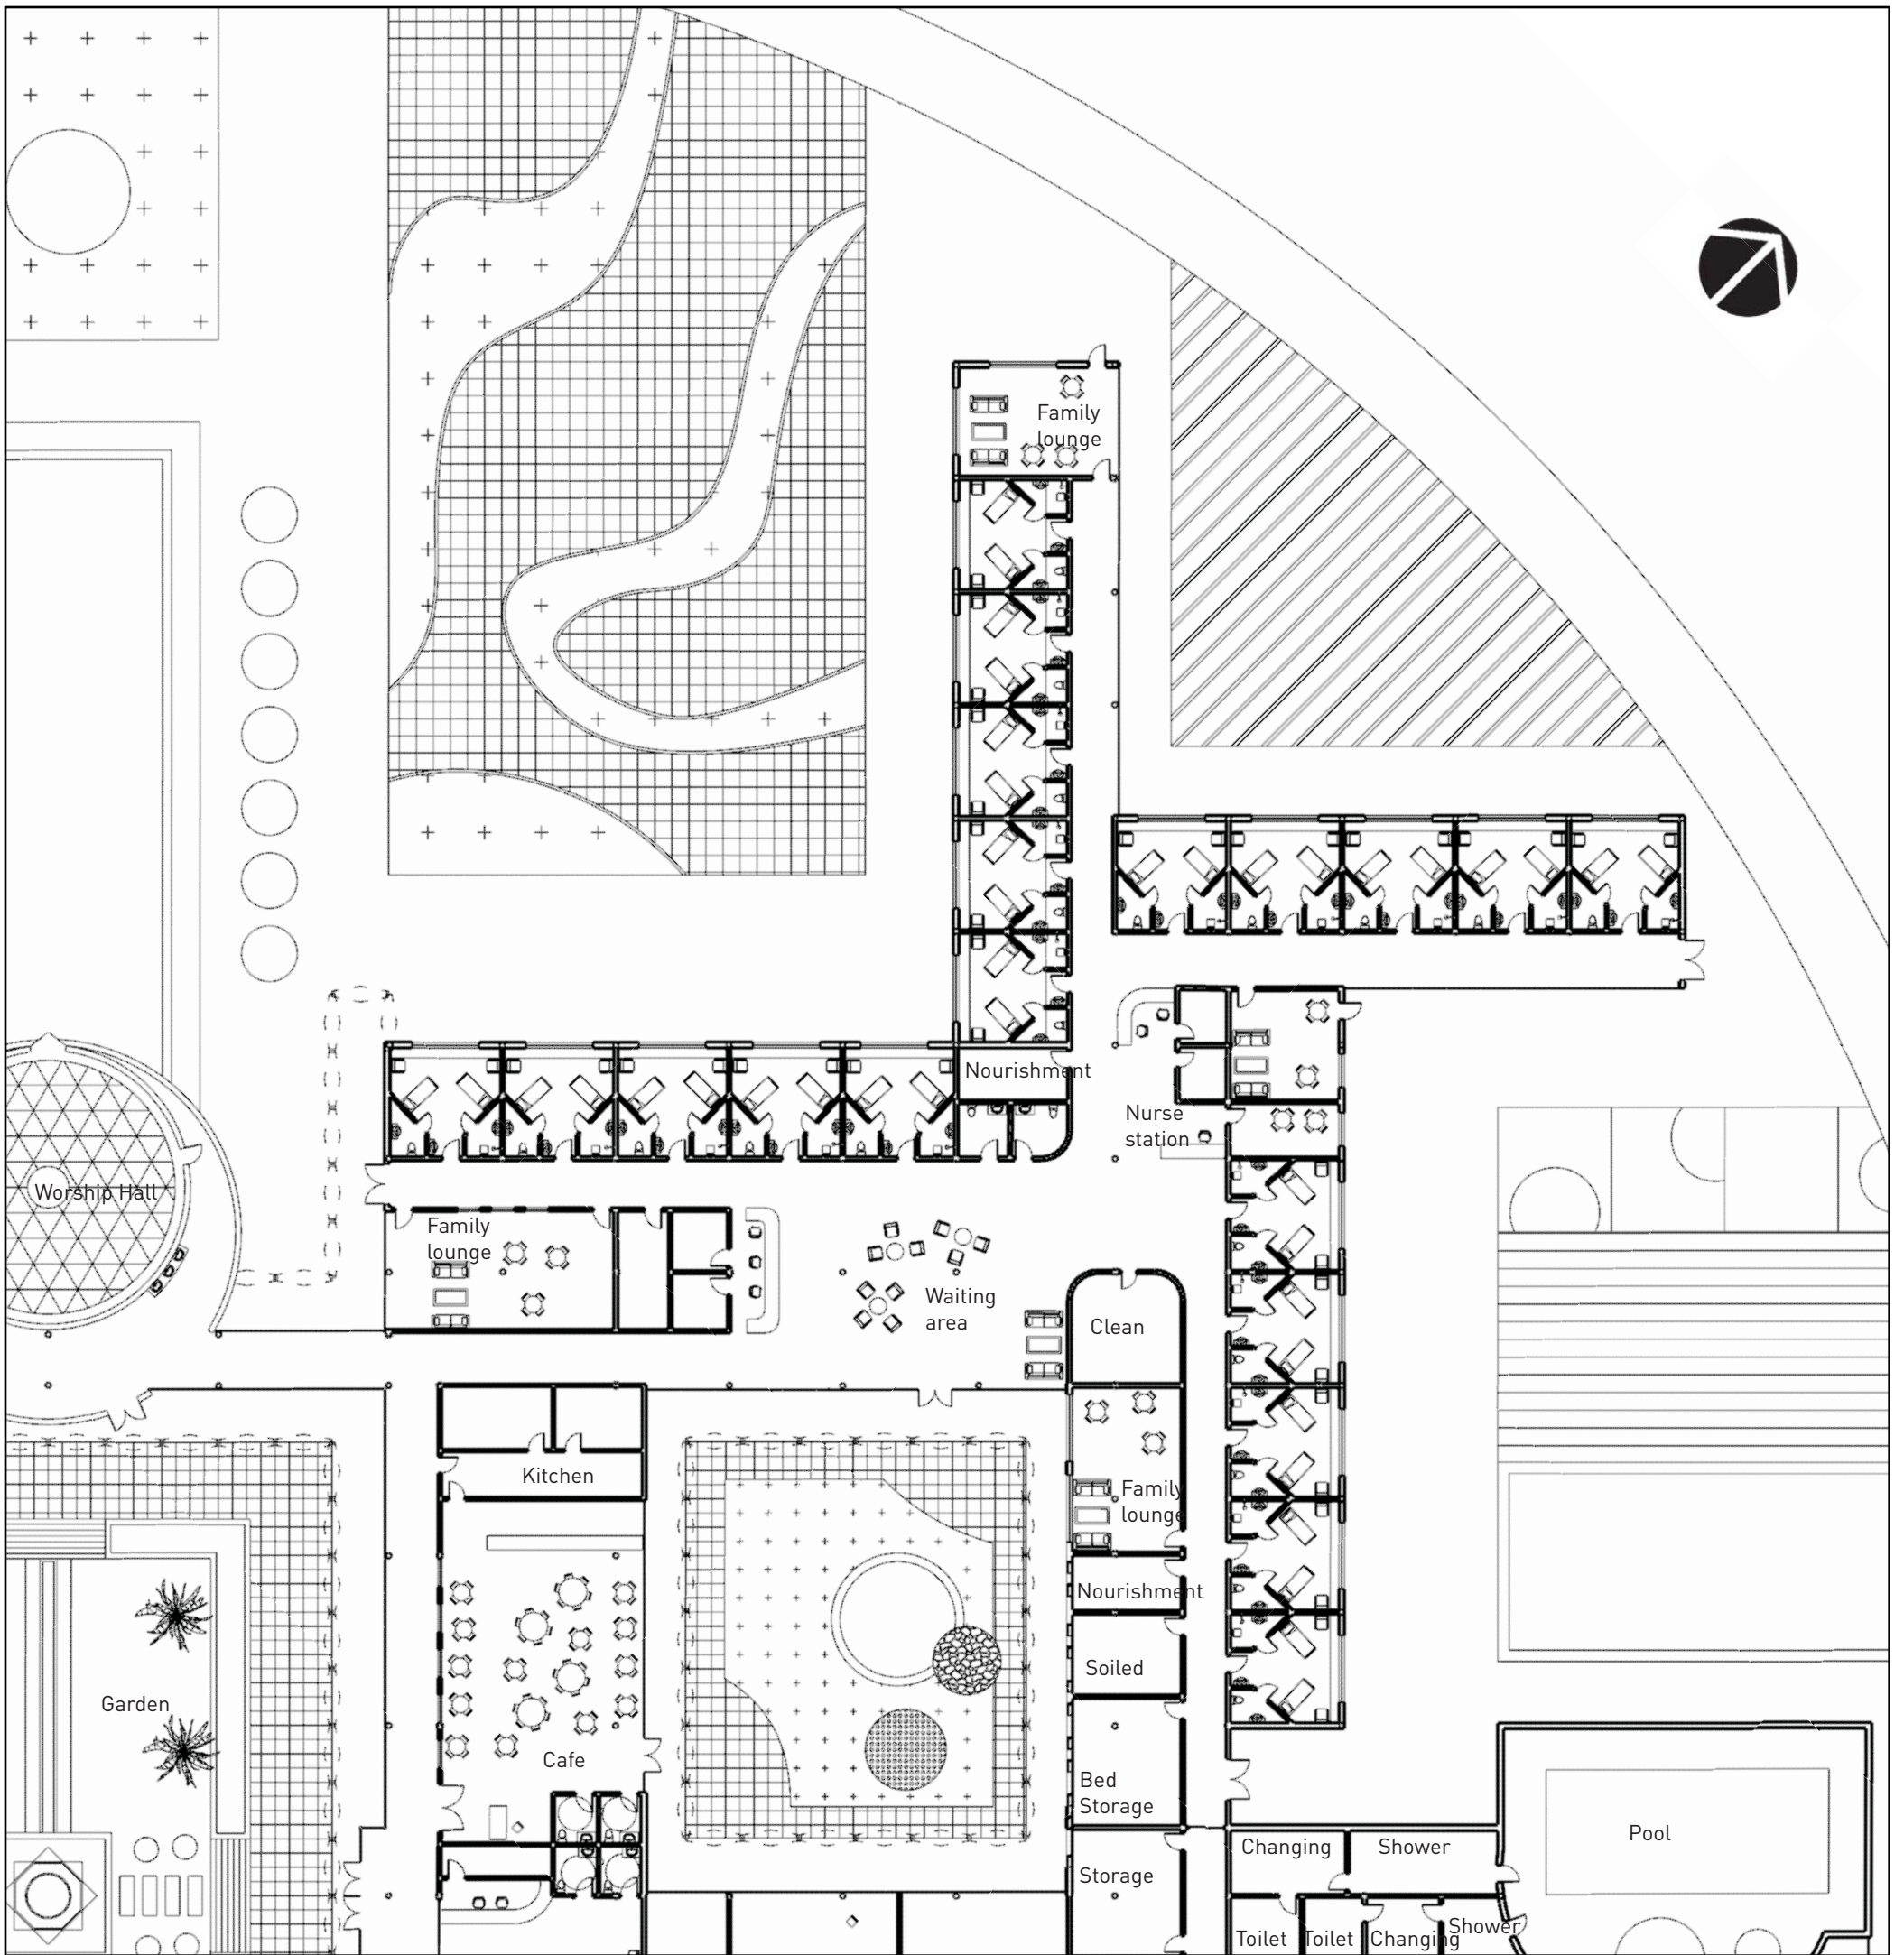 Family
lounge
Nourishment
Nurse
station
Worship Hall
Family
lounge
Waiting
area
Clean
Kitchen
Family
lounge
Nourishment
Soiled
Garden
Cafe
Bed
Storage
Changing
Shower
Pool
Storage
Toilet
Toilet
Changing
Shower